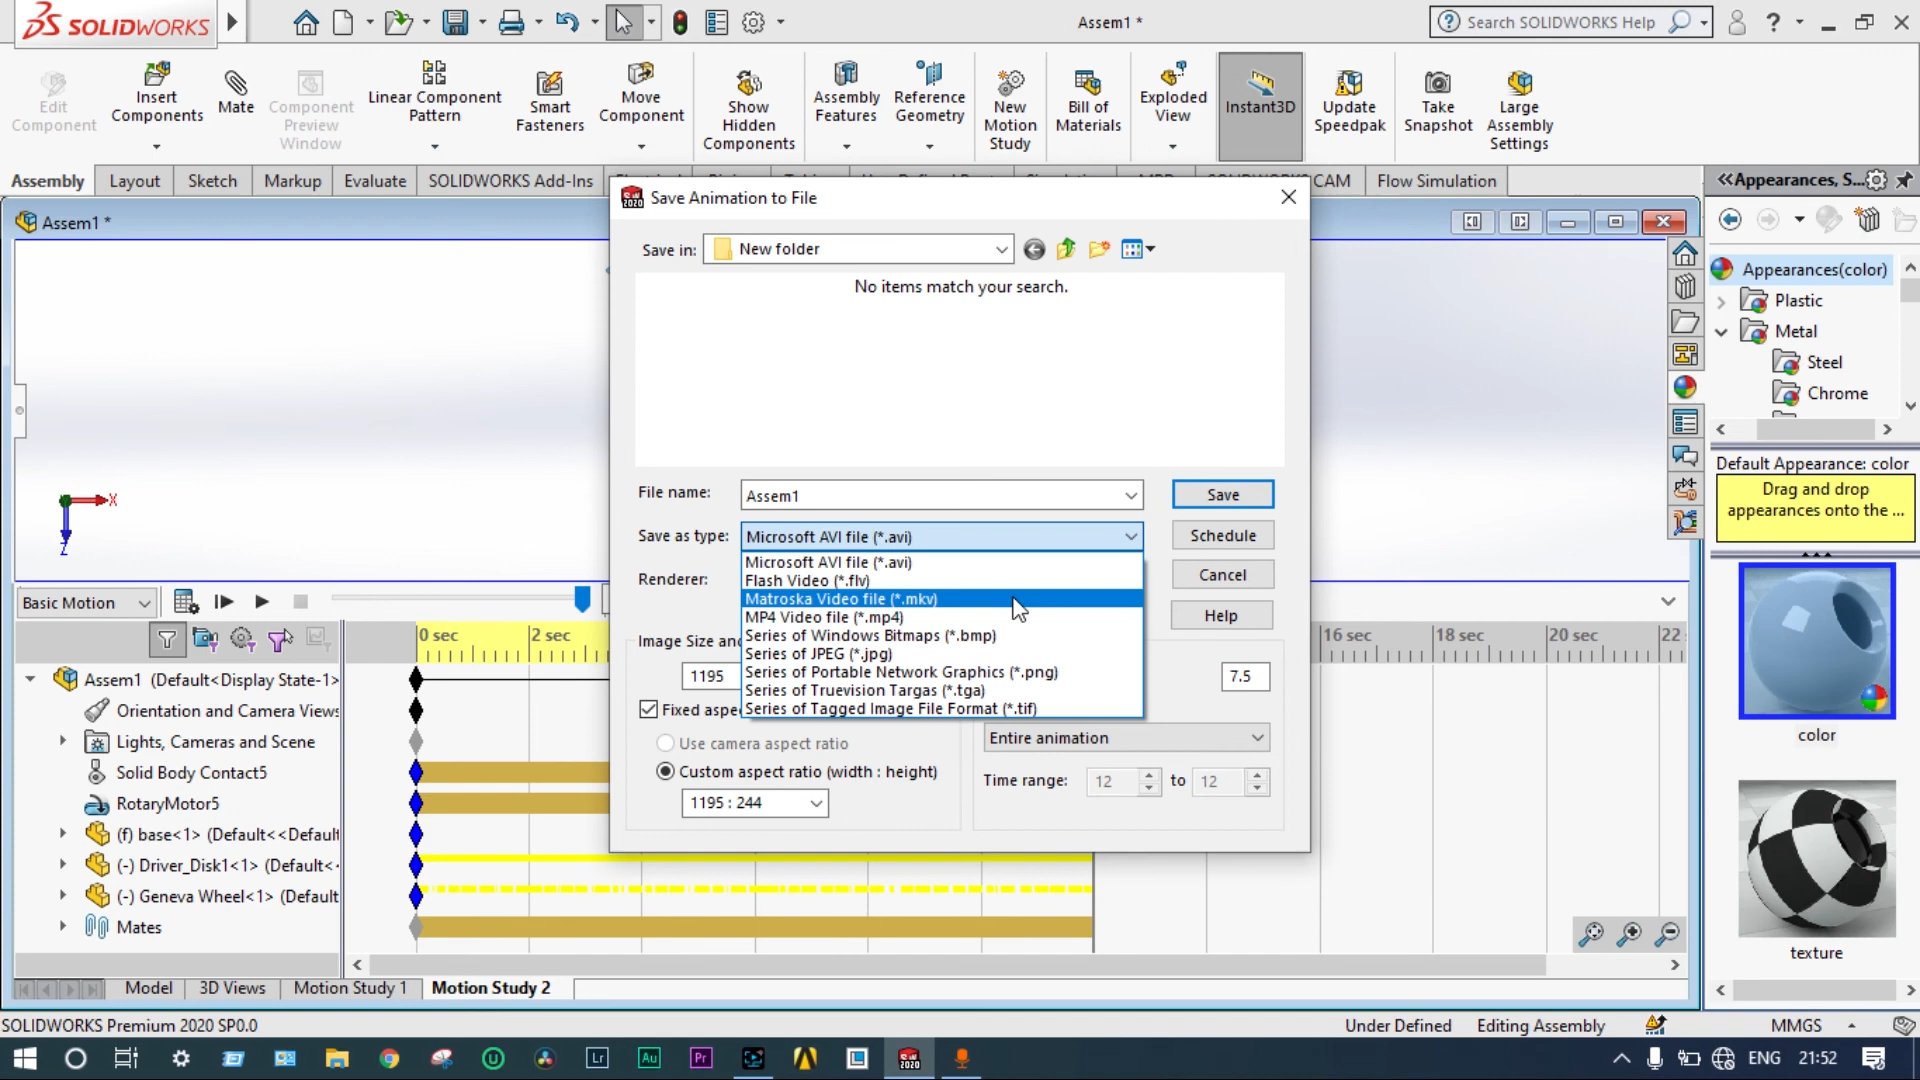 SOLIDWORKS
Assem1 *
Search SOLIDWORKS Help
Edit Component
Insert Components
Mate
Component Preview Window
Linear Component Pattern
Smart Fasteners
Move Component
Show Hidden Components
Assembly Features
Reference Geometry
New Motion Study
Bill of Materials
Exploded View
Instant3D
Update Speedpak
Take Snapshot
Large Assembly Settings
Assembly
Layout
Sketch
Markup
Evaluate
SOLIDWORKS Add-Ins
CAM
Flow Simulation
Appearances, S...
Assem1 *
Save Animation to File
Save in:
New folder
No items match your search.
File name:
Assem1
Save
Save as type:
Microsoft AVI file (*.avi)
Schedule
Microsoft AVI file (*.avi)
Flash Video (*.flv)
Matroska Video file (*.mkv)
MP4 Video file (*.mp4)
Series of Windows Bitmaps (*.bmp)
Series of JPEG (*.jpg)
Series of Portable Network Graphics (*.png)
Series of Truevision Targas (*.tga)
Series of Tagged Image File Format (*.tif)
Renderer:
Cancel
Help
Image Size and
1195
7.5
Fixed aspe
Use camera aspect ratio
Custom aspect ratio (width : height)
1195 : 244
Entire animation
Time range:
12
to
12
Appearances(color)
Plastic
Metal
Steel
Chrome
Default Appearance: color
Drag and drop
appearances onto the ...
color
texture
X
Z
Basic Motion
0 sec
2 sec
16 sec
18 sec
20 sec
22
Assem1 (Default<Display State-1>
Orientation and Camera Views
Lights, Cameras and Scene
Solid Body Contact5
RotaryMotor5
(f) base<1> (Default<<Default
(-) Driver_Disk1<1> (Default<
(-) Geneva Wheel<1> (Default
Mates
Model
3D Views
Motion Study 1
Motion Study 2
SOLIDWORKS Premium 2020 SP0.0
Under Defined
Editing Assembly
MMGS
Lr
Au
Pr
ENG
21:52